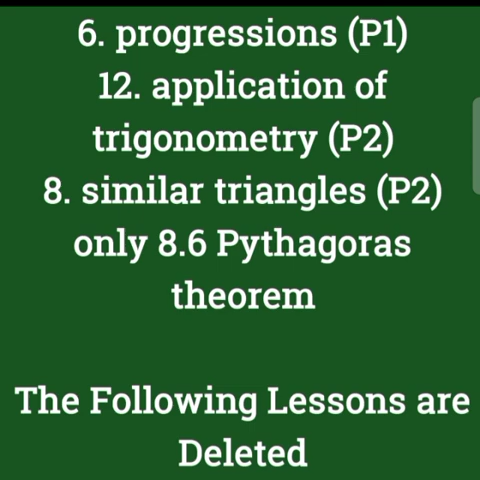 6. progressions (P1)
12. application of
trigonometry (P2)
8. similar triangles (P2)
only 8.6 Pythagoras
theorem
The Following Lessons are
Deleted